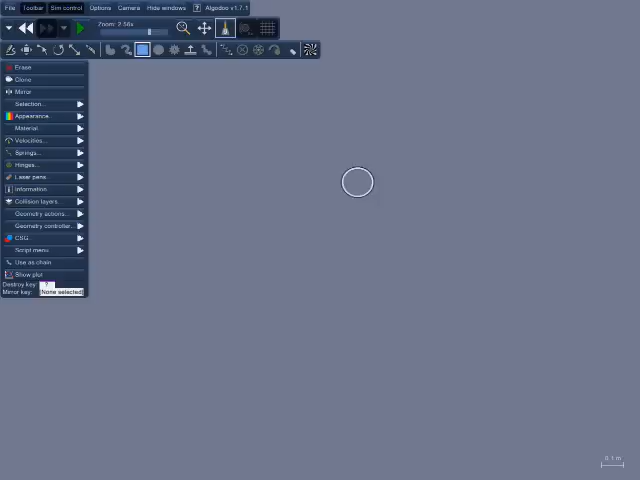 File Toolbar Sim control Options Camera Hide windows ? Algodoo v1.7.1
Zoom: 2.56x
Erase
Clone
Mirror
Selection...
Appearance...
Material...
Velocities...
Springs...
Hinges...
Laser pens...
Information
Collision layers...
Geometry actions...
Geometry controller...
CSG...
Script menu
Use as chain
Show plot
Destroy key: ?
Mirror key: [None selected]
0.1 m